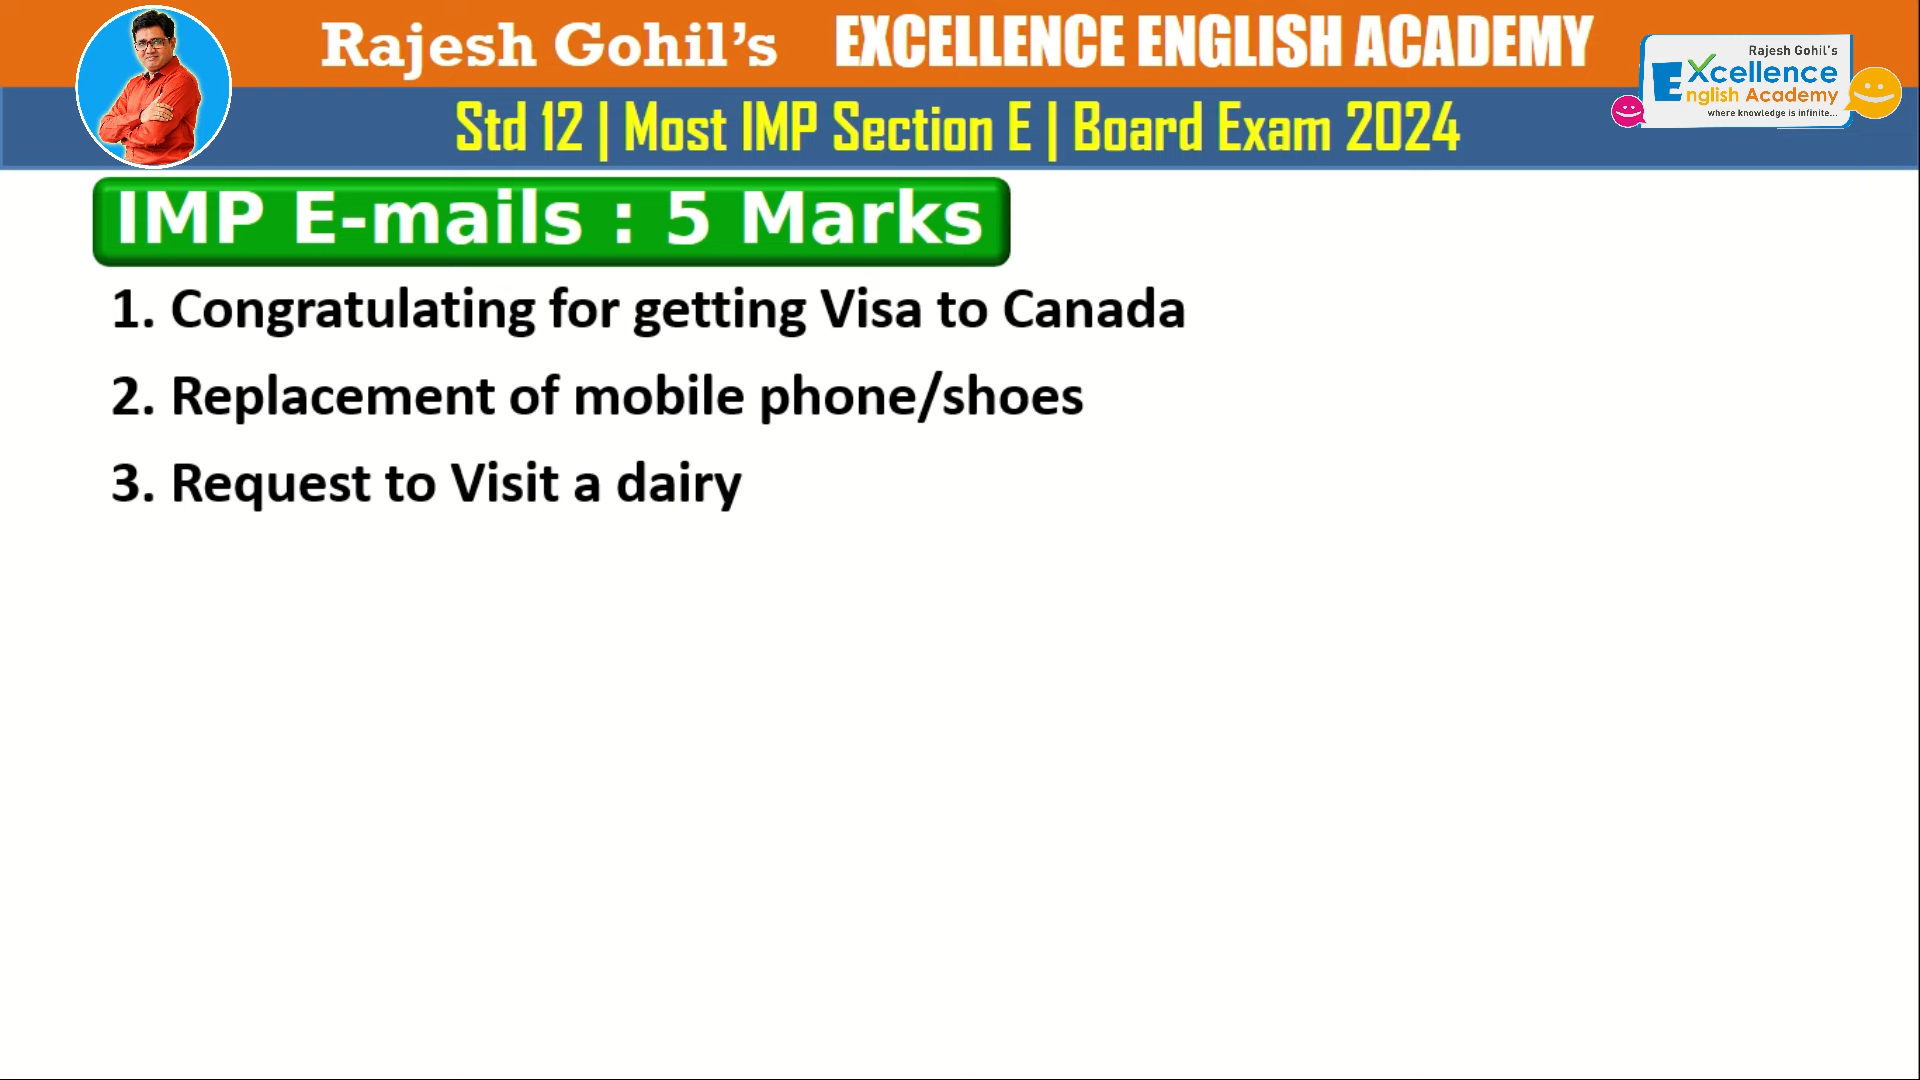 Rajesh Gohil's EXCELLENCE ENGLISH ACADEMY
Rajesh Gohil's
Excellence
English Academy
where knowledge is infinite...
Std 12 | Most IMP Section E | Board Exam 2024
IMP E-mails : 5 Marks
1. Congratulating for getting Visa to Canada
2. Replacement of mobile phone/shoes
3. Request to Visit a dairy